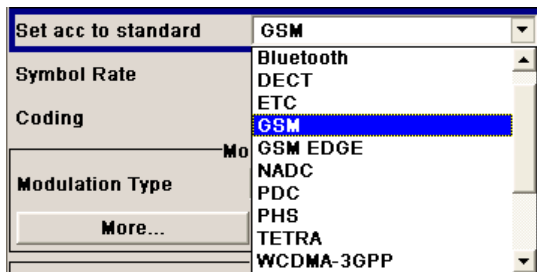 Set acc to standard GSM
Bluetooth
Symbol Rate DECT
ETC
Coding GSM
Mo GSM EDGE
NADC
Modulation Type PDC
PHS
More... TETRA
WCDMA-3GPP